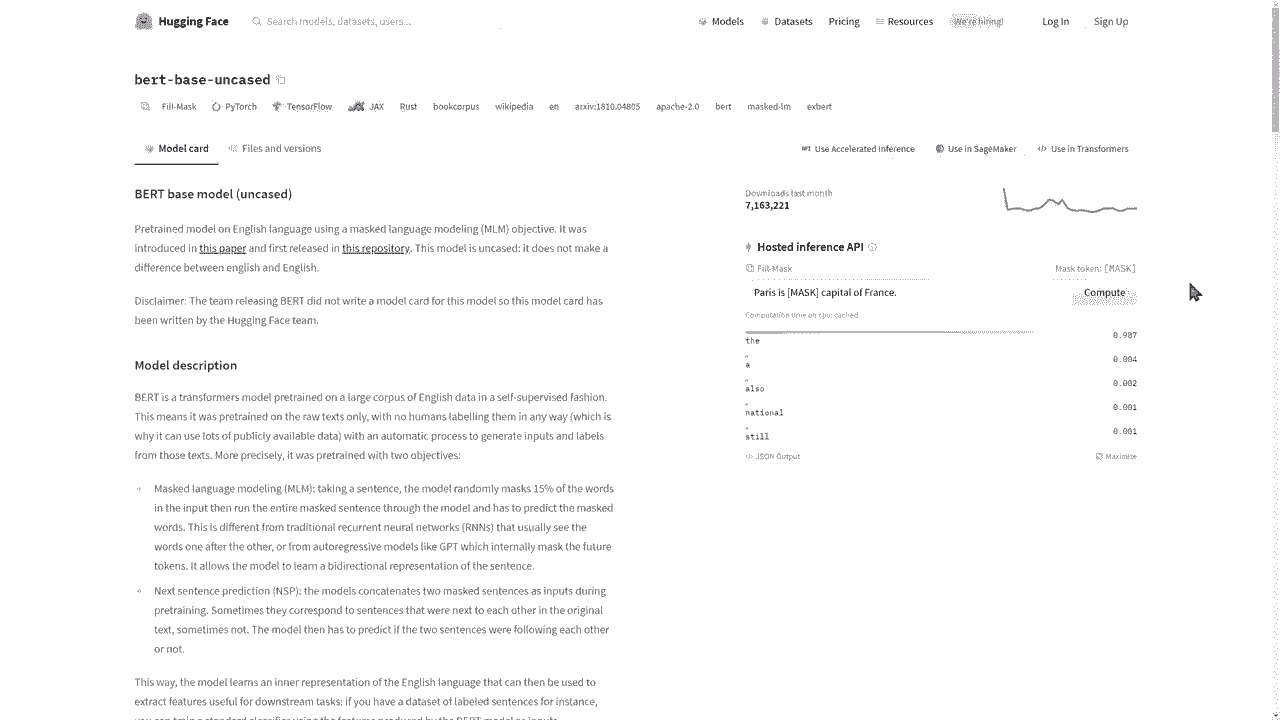 Hugging Face
Search models, datasets, users...
Models
Datasets
Pricing
Resources
We're hiring!
Log In
Sign Up
bert-base-uncased
Fill-Mask
PyTorch
TensorFlow
JAX
Rust
bookcorpus
wikipedia
en
arxiv:1810.04805
apache-2.0
bert
masked-lm
exbert
Model card
Files and versions
Use Accelerated Inference
Use in SageMaker
Use in Transformers
BERT base model (uncased)
Pretrained model on English language using a masked language modeling (MLM) objective. It was
introduced in this paper and first released in this repository. This model is uncased: it does not make a
difference between english and English.
Disclaimer: The team releasing BERT did not write a model card for this model so this model card has
been written by the Hugging Face team.
Model description
BERT is a transformers model pretrained on a large corpus of English data in a self-supervised fashion.
This means it was pretrained on the raw texts only, with no humans labelling them in any way (which is
why it can use lots of publicly available data) with an automatic process to generate inputs and labels
from those texts. More precisely, it was pretrained with two objectives:
Masked language modeling (MLM): taking a sentence, the model randomly masks 15% of the words
in the input then run the entire masked sentence through the model and has to predict the masked
words. This is different from traditional recurrent neural networks (RNNs) that usually see the
words one after the other, or from autoregressive models like GPT which internally mask the future
tokens. It allows the model to learn a bidirectional representation of the sentence.
Next sentence prediction (NSP): the models concatenates two masked sentences as inputs during
pretraining. Sometimes they correspond to sentences that were next to each other in the original
text, sometimes not. The model then has to predict if the two sentences were following each other
or not.
This way, the model learns an inner representation of the English language that can then be used to
extract features useful for downstream tasks: if you have a dataset of labeled sentences for instance,
you can train a standard classifier using the features produced by the BERT model as inputs.
Downloads last month
7,163,221
Hosted inference API
Fill-Mask
Mask token: [MASK]
Paris is [MASK] capital of France.
Compute
Computation time on cpu: cached
the
0.987
a
0.004
also
0.002
national
0.001
still
0.001
JSON Output
Maximize